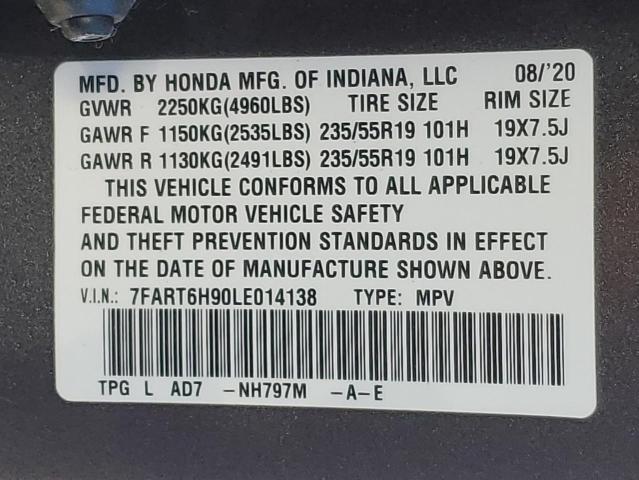 MFD. BY HONDA MFG. OF INDIANA, LLC 08/'20
GVWR 2250KG(4960LBS) TIRE SIZE RIM SIZE
GAWR F 1150KG(2535LBS) 235/55R19 101H 19X7.5J
GAWR R 1130KG(2491LBS) 235/55R19 101H 19X7.5J
THIS VEHICLE CONFORMS TO ALL APPLICABLE
FEDERAL MOTOR VEHICLE SAFETY
AND THEFT PREVENTION STANDARDS IN EFFECT
ON THE DATE OF MANUFACTURE SHOWN ABOVE.
V.I.N.: 7FART6H90LE014138 TYPE: MPV
TPG L AD7 -NH797M -A-E